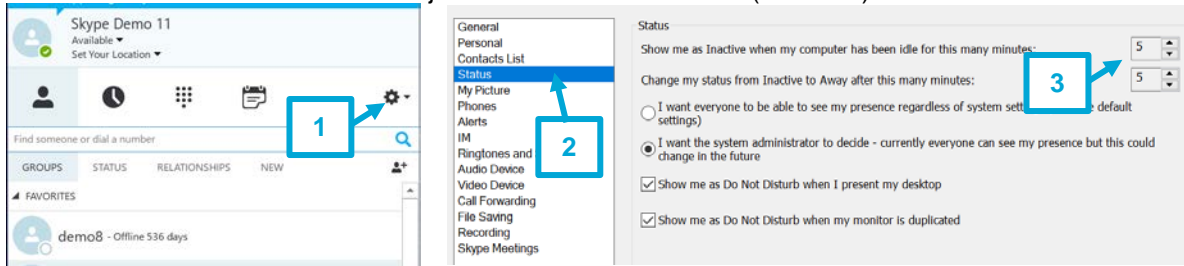 Skype Demo 11
Available
Set Your Location
1
Find someone or dial a number
GROUPS STATUS RELATIONSHIPS NEW
FAVORITES
demo8 - Offline 536 days
General
Personal
Contacts List
Status
My Picture
Phones
Alerts
IM
Ringtones and
Audio Device
Video Device
Call Forwarding
File Saving
Recording
Skype Meetings
2
Status
Show me as Inactive when my computer has been idle for this many minutes: 5
Change my status from Inactive to Away after this many minutes: 5
3
I want everyone to be able to see my presence regardless of system default
settings)
I want the system administrator to decide - currently everyone can see my presence but this could
change in the future
Show me as Do Not Disturb when I present my desktop
Show me as Do Not Disturb when my monitor is duplicated